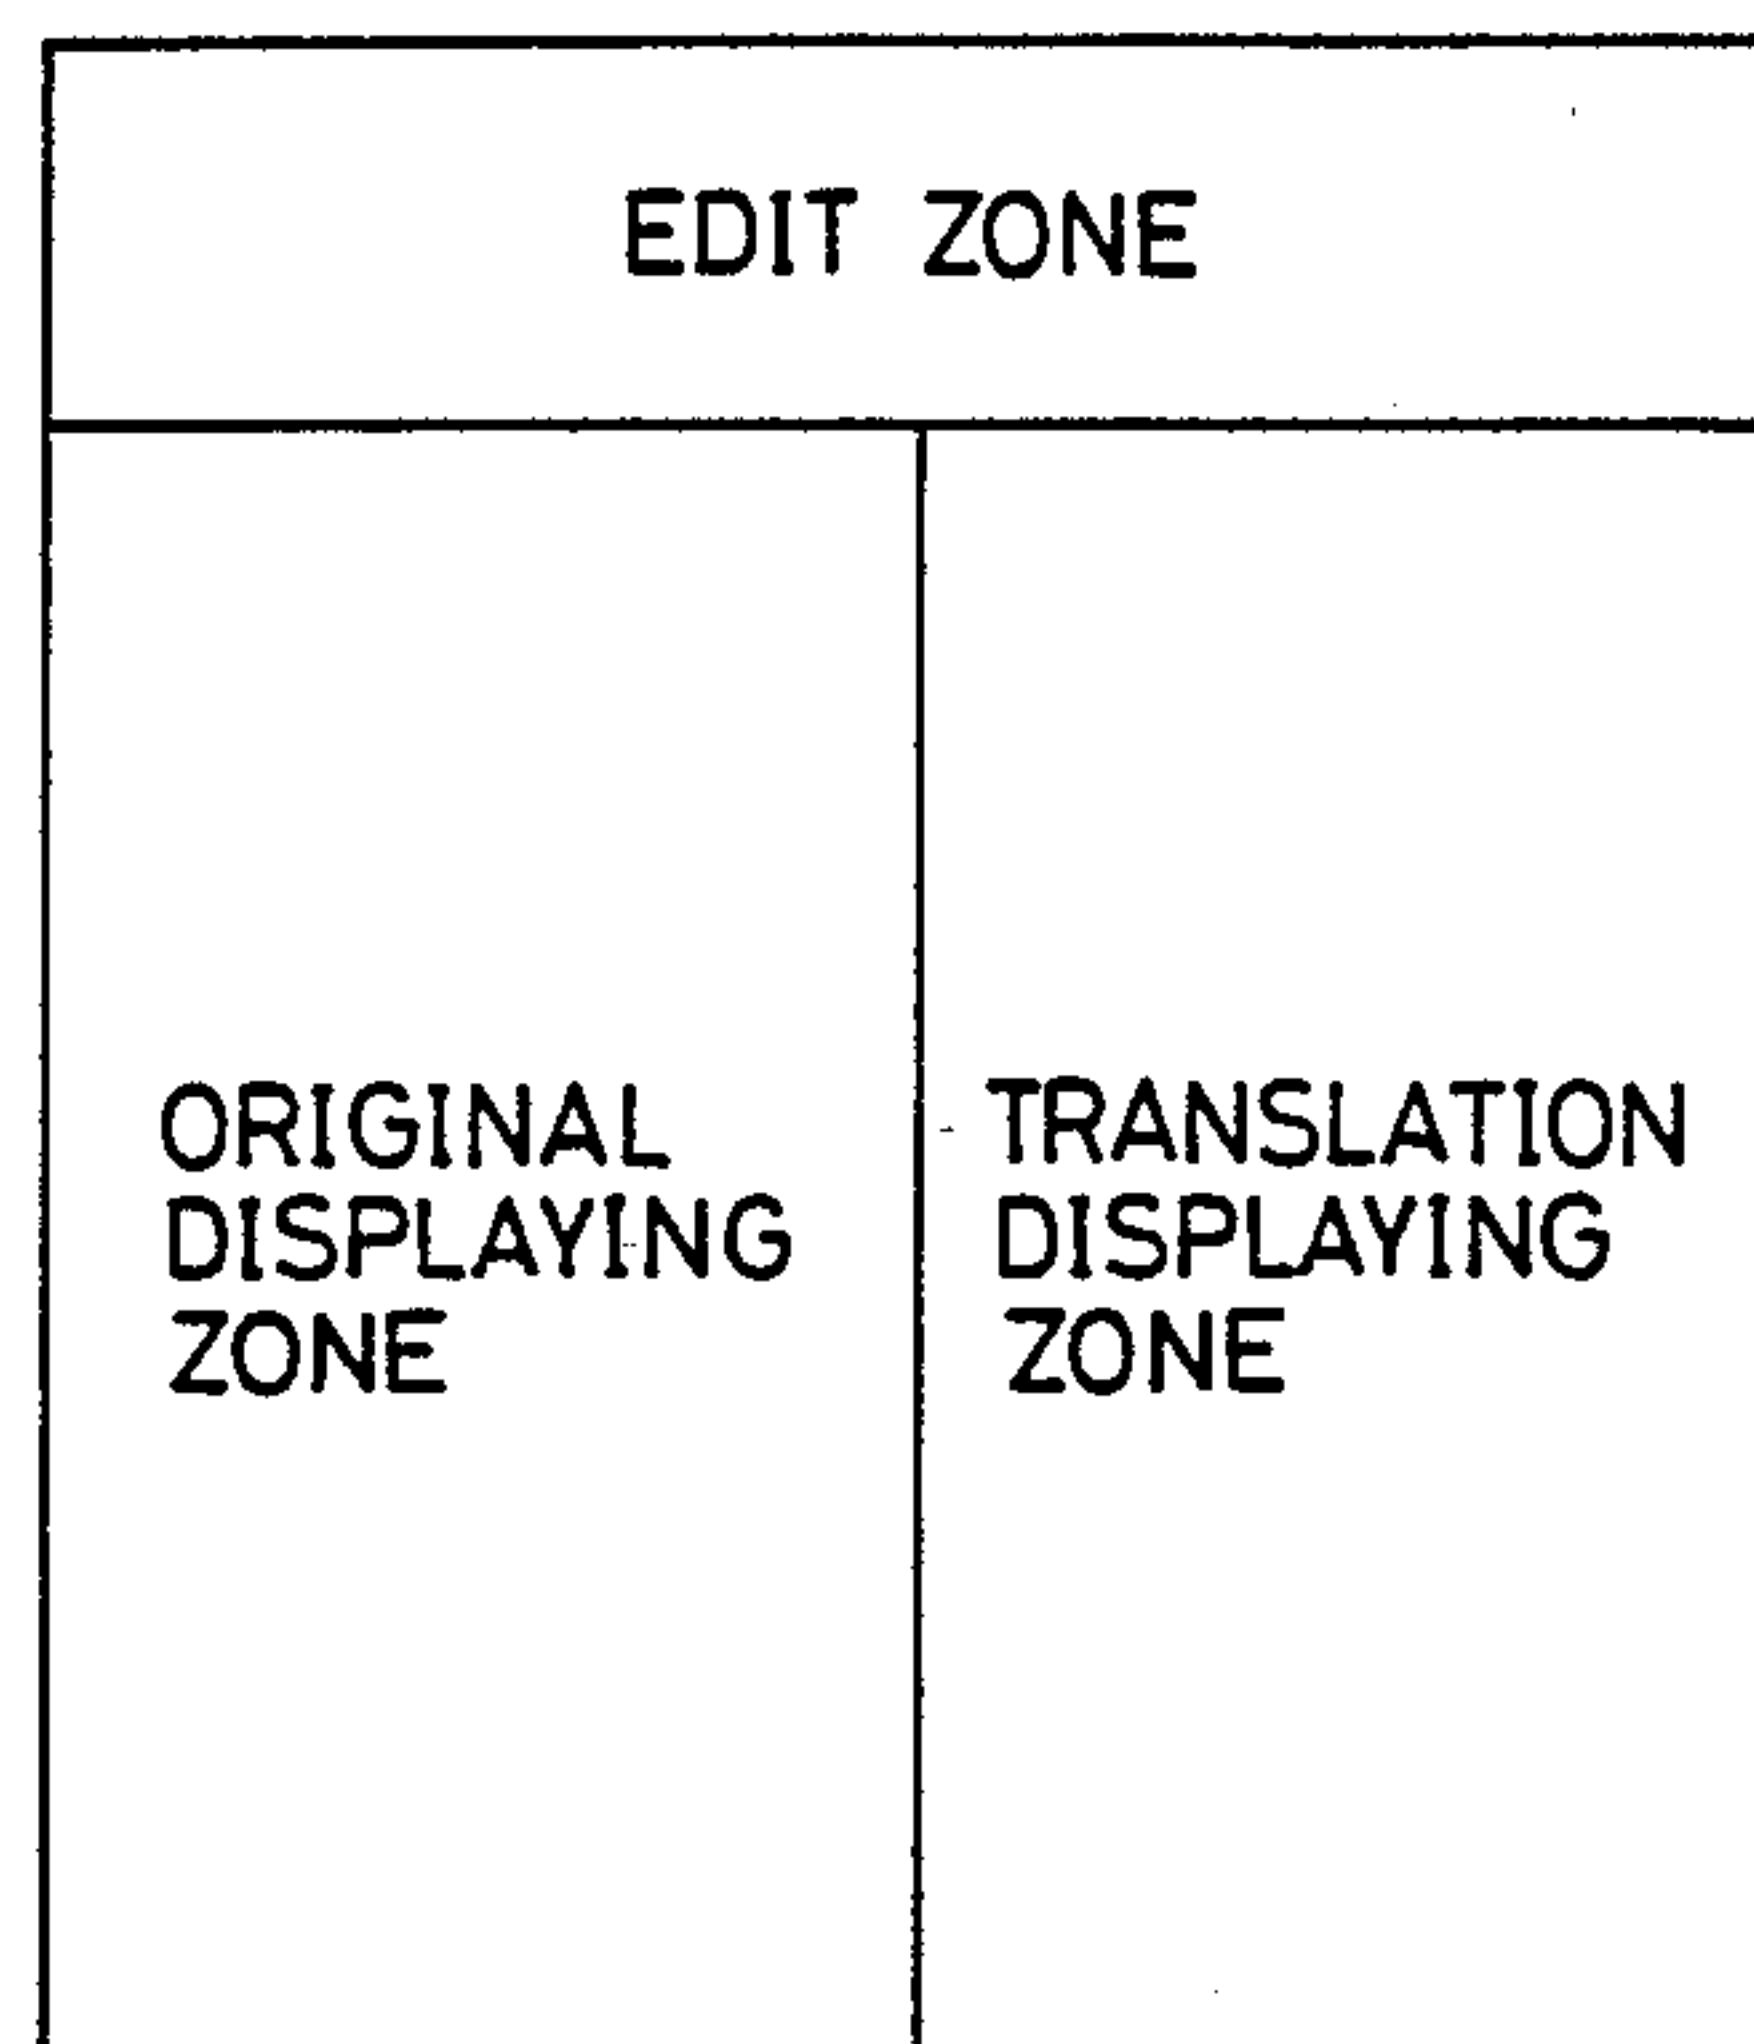 EDIT ZONE
ORIGINAL
DISPLAYING
ZONE
TRANSLATION
DISPLAYING
ZONE